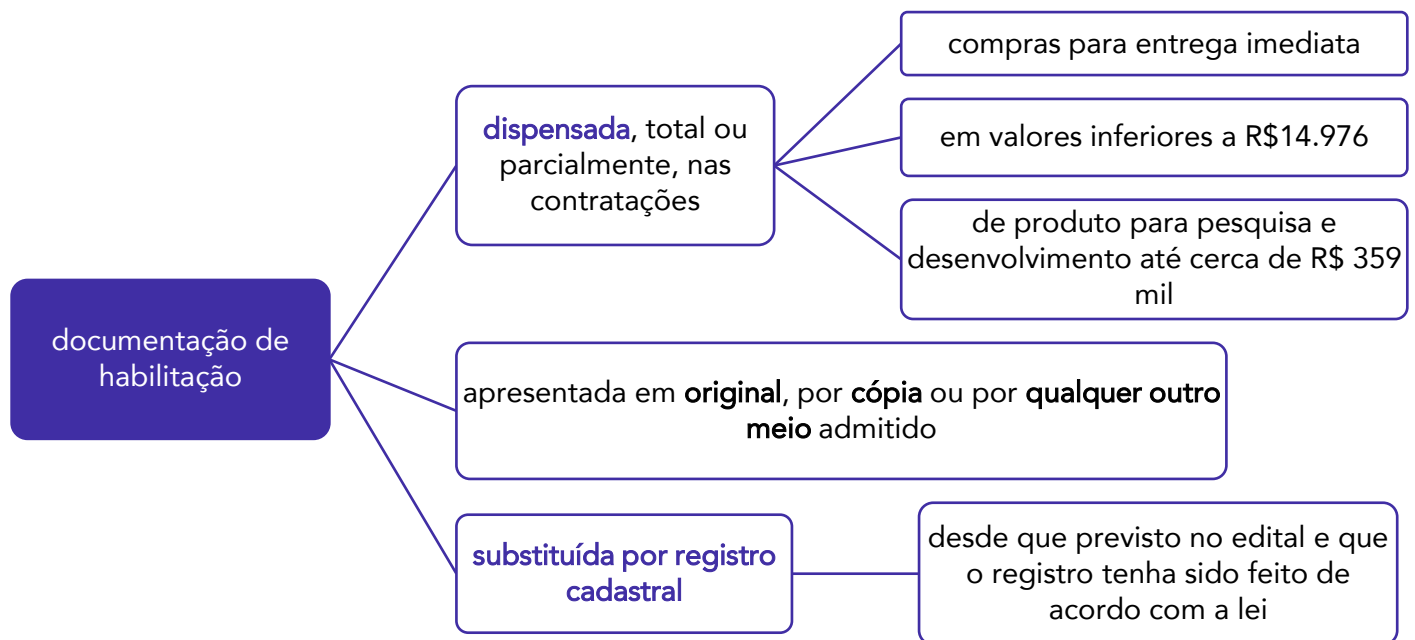 documentação de
habilitação
dispensada, total ou
parcialmente, nas
contratações
compras para entrega imediata
em valores inferiores a R$14.976
de produto para pesquisa e
desenvolvimento até cerca de R$ 359
mil
apresentada em original, por cópia ou por qualquer outro
meio admitido
substituída por registro
cadastral
desde que previsto no edital e que
o registro tenha sido feito de
acordo com a lei